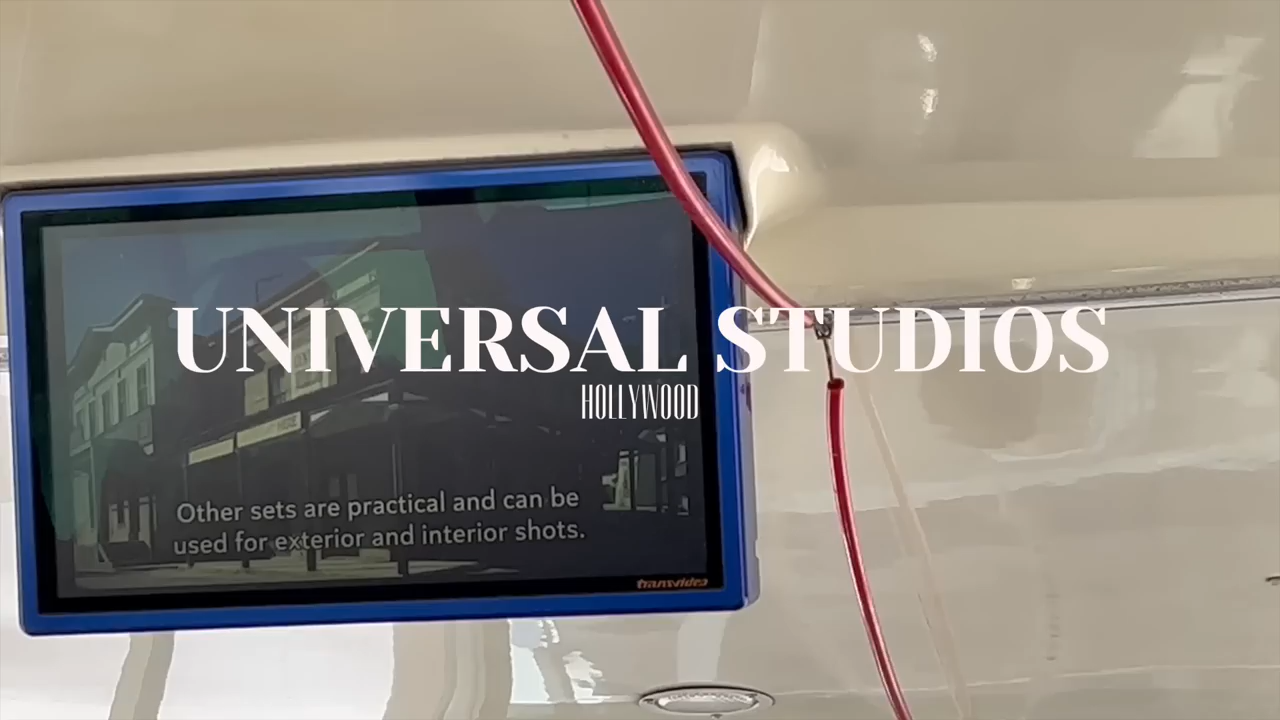 UNIVERSAL STUDIOS
HOLLYWOOD
Other sets are practical and can be
used for exterior and interior shots.
transvideo